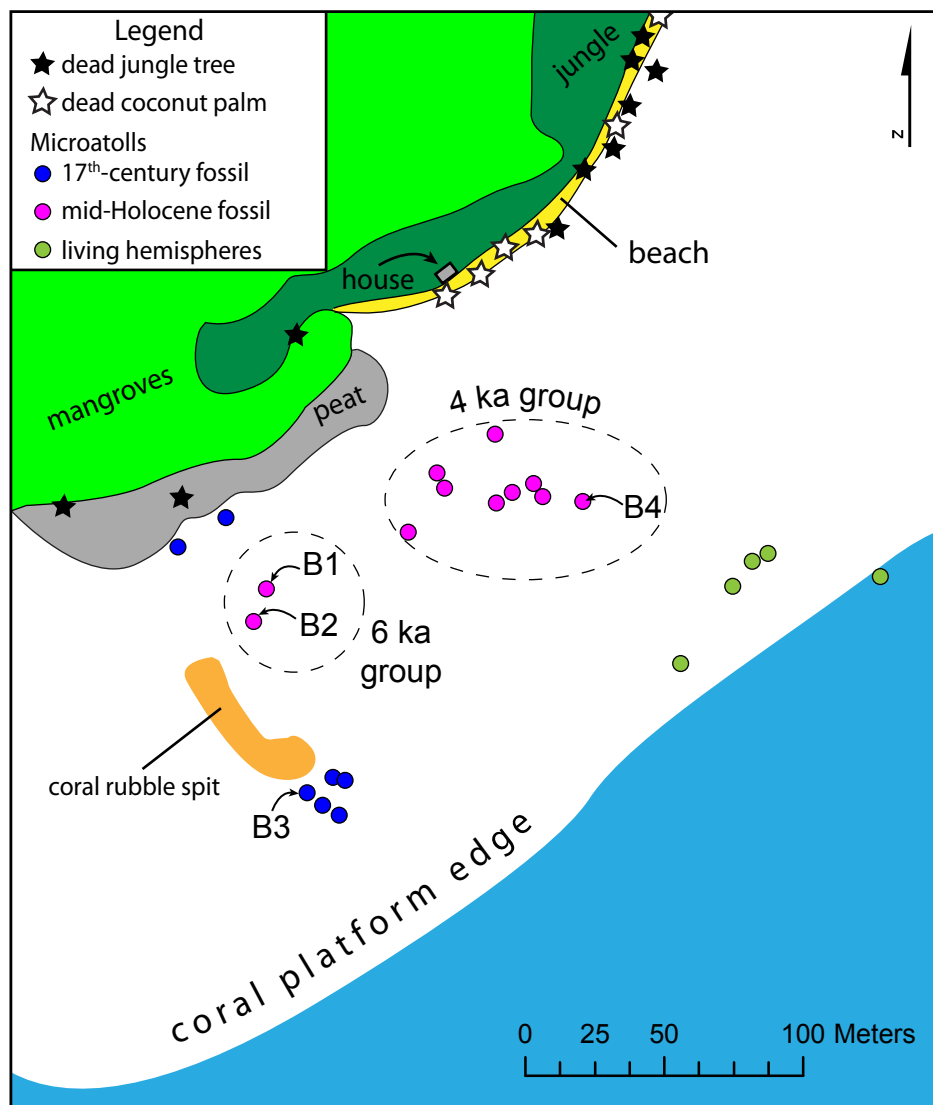 Legend
dead jungle tree
dead coconut palm
Microatolls
17th-century fossil
mid-Holocene fossil
living hemispheres
jungle
z
beach
house
mangroves
peat
4 ka group
B4
B1
B2
6 ka
group
coral rubble spit
B3
coral platform edge
0 25 50 100 Meters